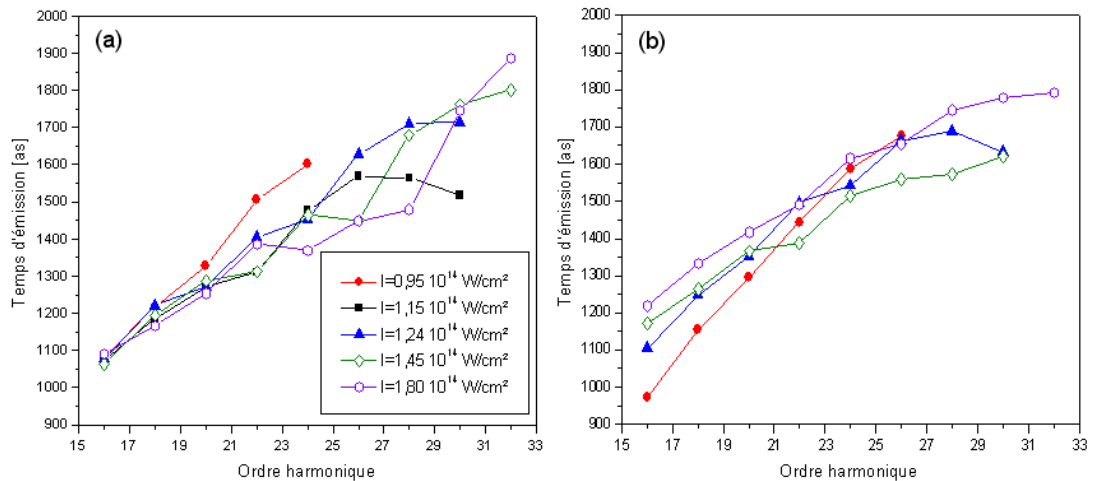 (a)
Temps d'émission [as]
2000
1900
1800
1700
1600
1500
1400
1300
1200
1100
1000
900
15 17 19 21 23 25 27 29 31 33
Ordre harmonique
I=0,95 10¹⁴ W/cm²
I=1,15 10¹⁴ W/cm²
I=1,24 10¹⁴ W/cm²
I=1,45 10¹⁴ W/cm²
I=1,80 10¹⁴ W/cm²
(b)
Temps d'émission [as]
2000
1900
1800
1700
1600
1500
1400
1300
1200
1100
1000
900
15 17 19 21 23 25 27 29 31 33
Ordre harmonique